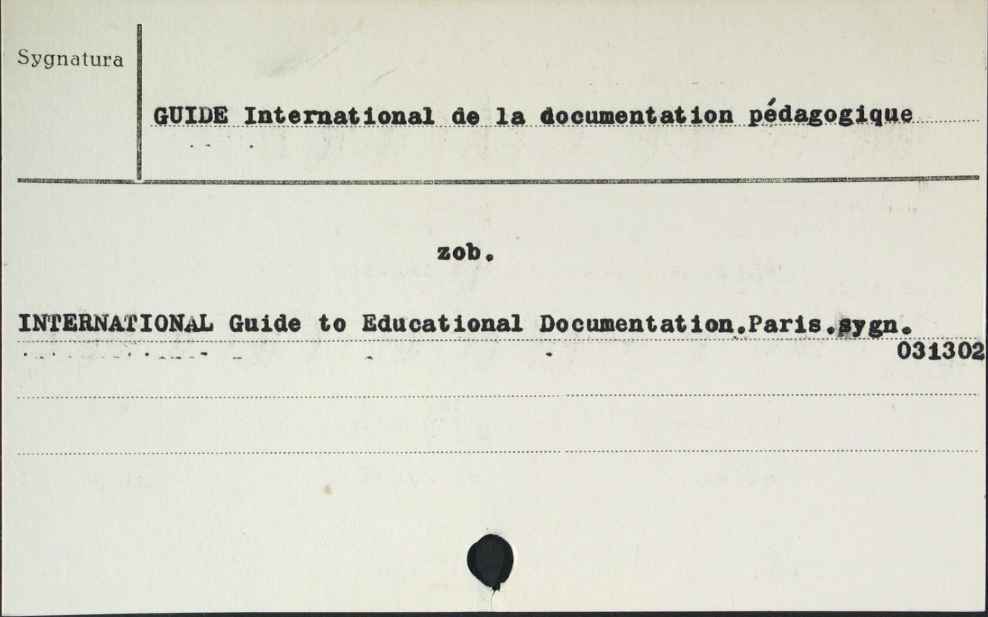 Sygnatura
GUIDE International de la documentation pédagogique
zob.
INTERNATIONAL Guide to Educational Documentation.Paris.sygn.
031302